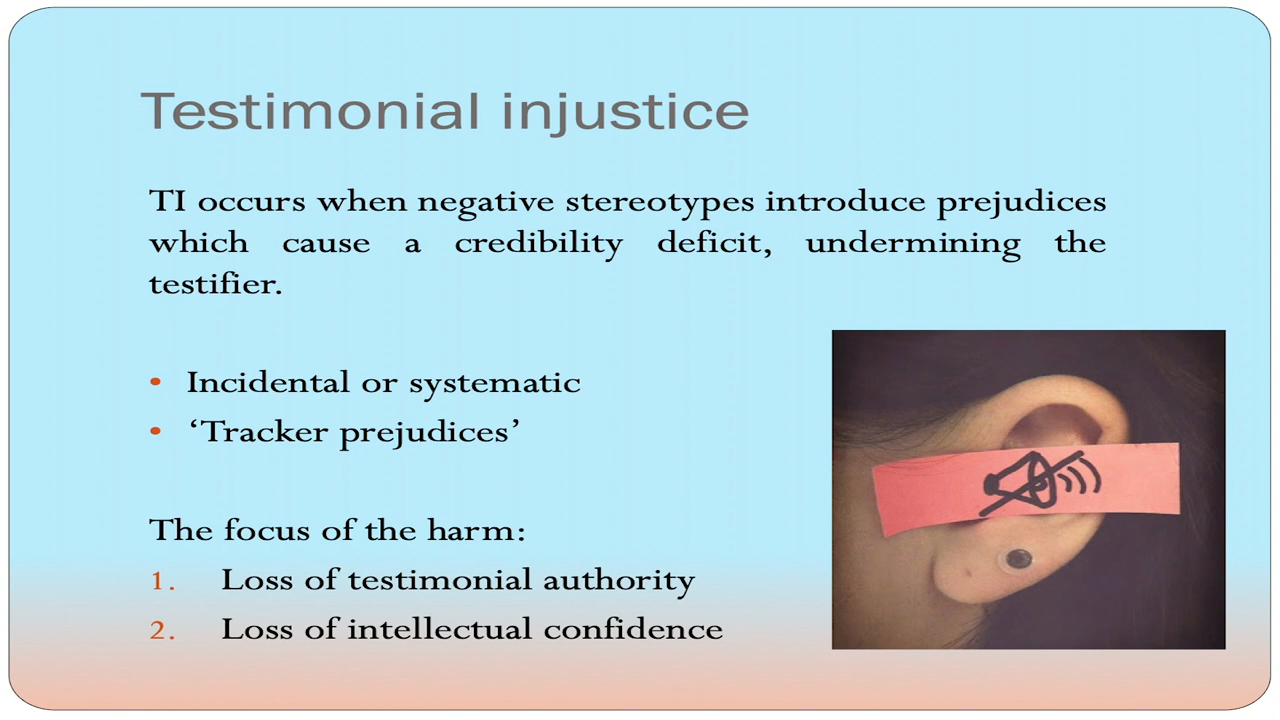 Testimonial injustice
TI occurs when negative stereotypes introduce prejudices
which cause a credibility deficit, undermining the
testifier.
• Incidental or systematic
• ‘Tracker prejudices’
The focus of the harm:
1. Loss of testimonial authority
2. Loss of intellectual confidence